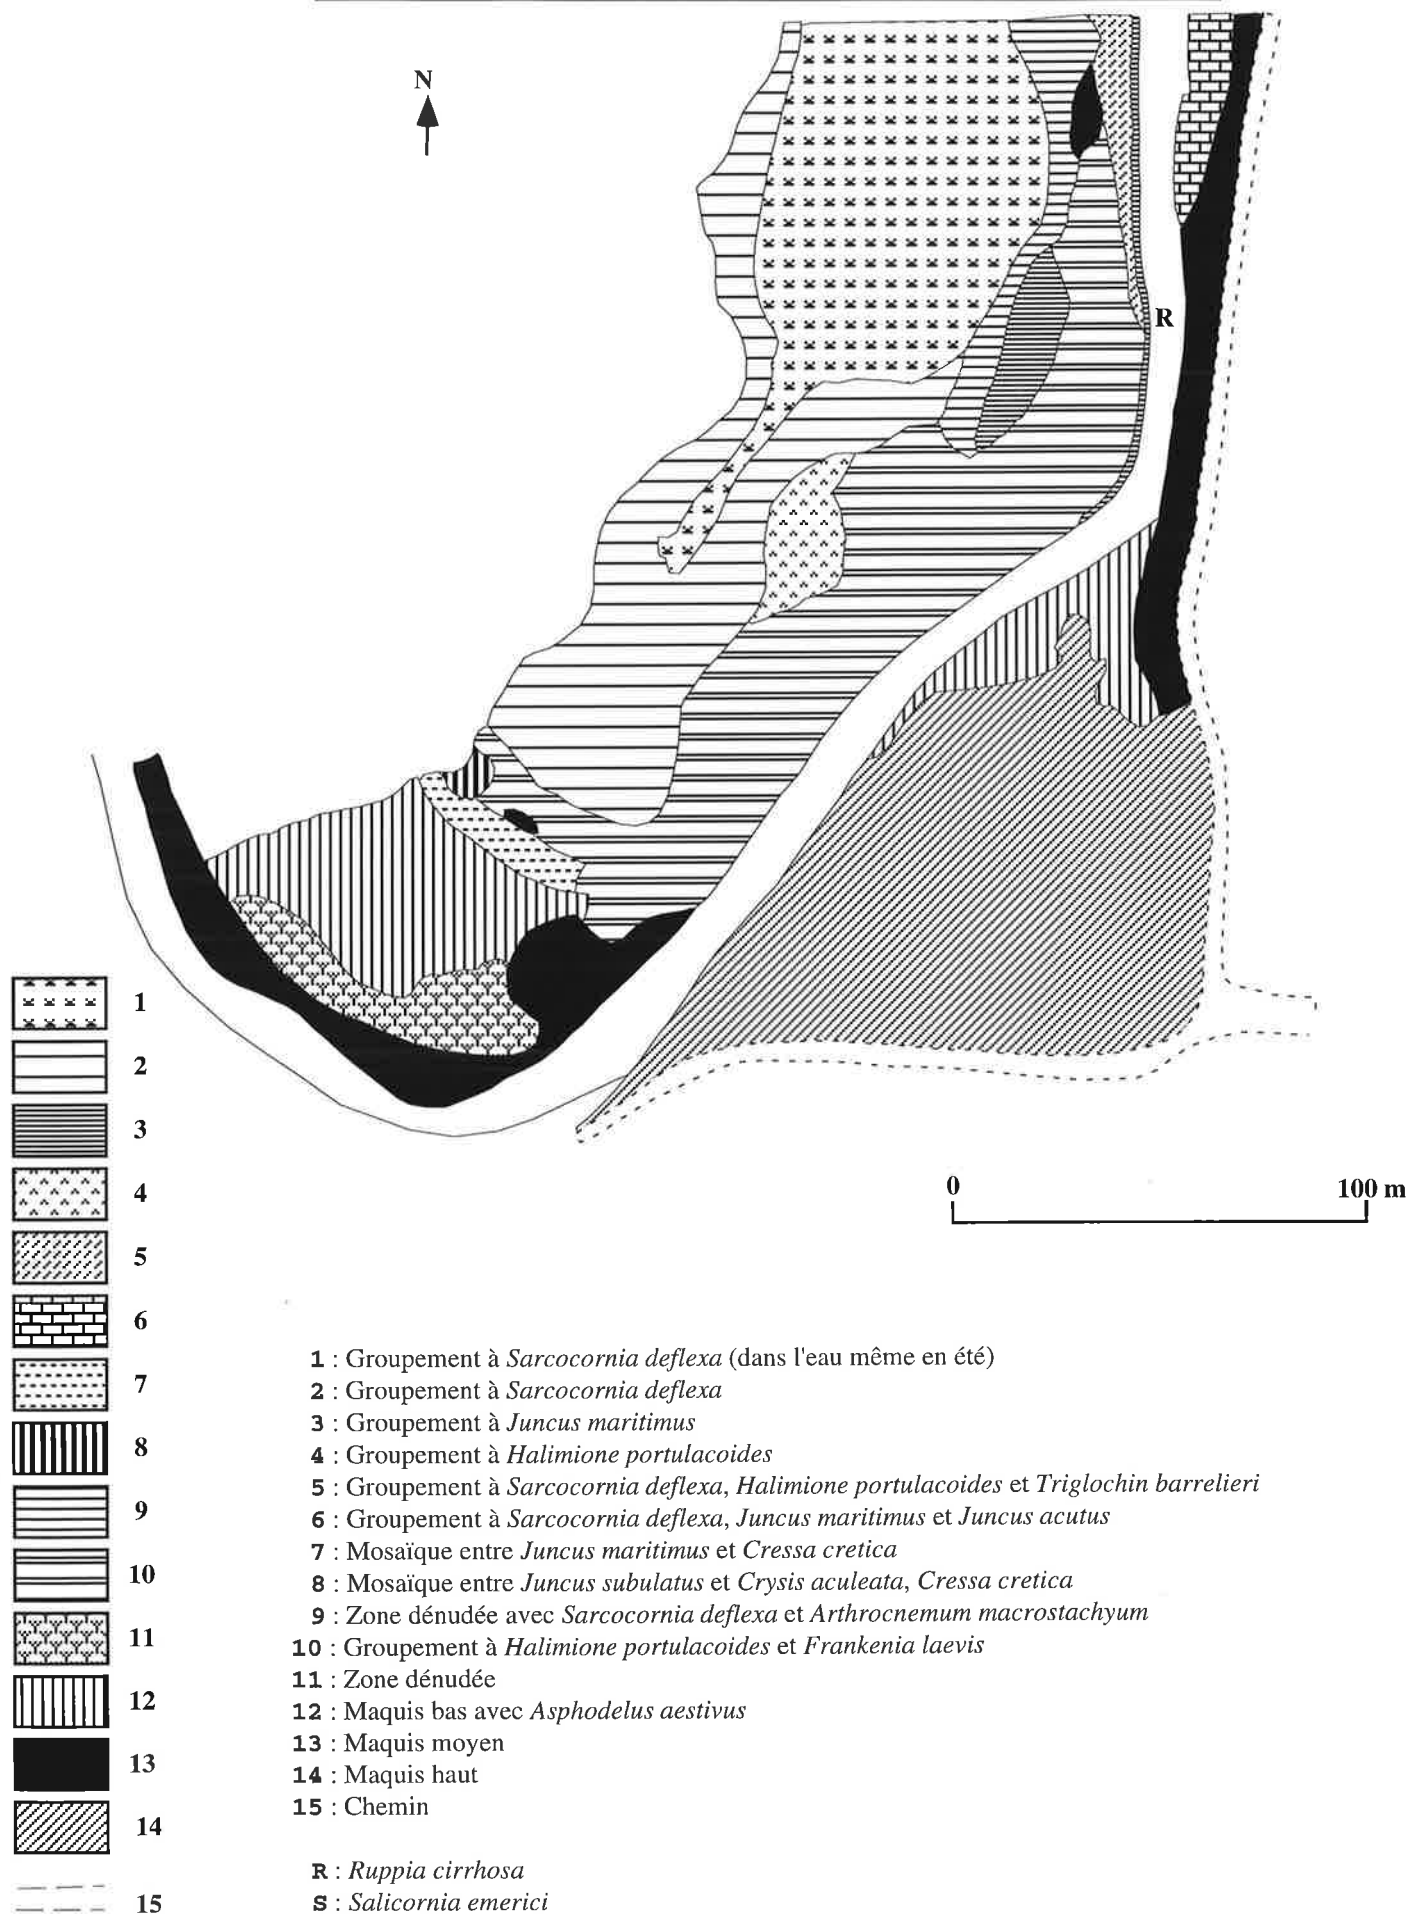 N
R
1
2
3
4
5
6
7
8
9
10
11
12
13
14
15
0 100 m
1 : Groupement à Sarcocornia deflexa (dans l'eau même en été)
2 : Groupement à Sarcocornia deflexa
3 : Groupement à Juncus maritimus
4 : Groupement à Halimione portulacoides
5 : Groupement à Sarcocornia deflexa, Halimione portulacoides et Triglochin barrelieri
6 : Groupement à Sarcocornia deflexa, Juncus maritimus et Juncus acutus
7 : Mosaïque entre Juncus maritimus et Cressa cretica
8 : Mosaïque entre Juncus subulatus et Crysis aculeata, Cressa cretica
9 : Zone dénudée avec Sarcocornia deflexa et Arthrocnemum macrostachyum
10 : Groupement à Halimione portulacoides et Frankenia laevis
11 : Zone dénudée
12 : Maquis bas avec Asphodelus aestivus
13 : Maquis moyen
14 : Maquis haut
15 : Chemin
R : Ruppia cirrhosa
S : Salicornia emerici